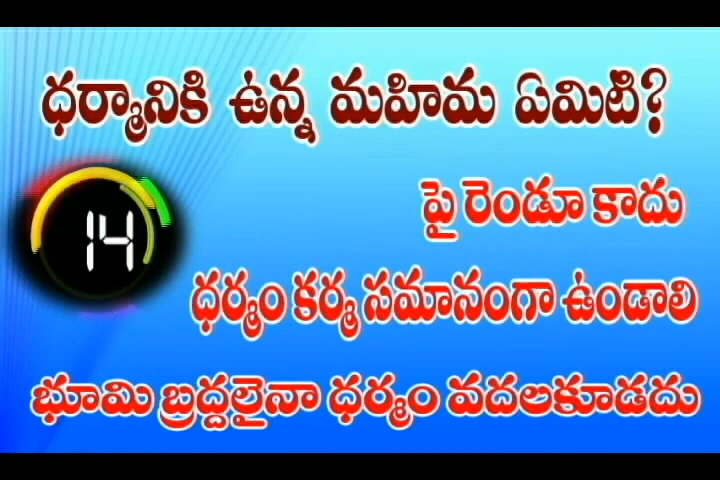 ధర్మానికి ఉన్న మహిమ ఏమిటి?
పై రెండూ కాదు
14
ధర్మం కర్మ సమానంగా ఉండాలి
భూమి బ్రద్దలైనా ధర్మం వదలకూడదు